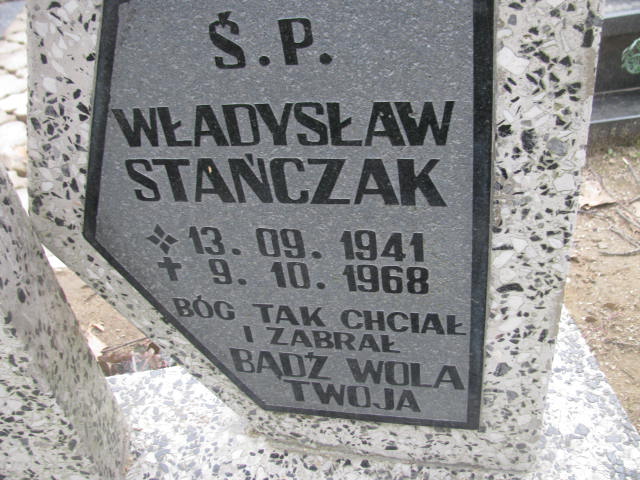 Ś.P.
WŁADYSŁAW
STAŃCZAK
13. 09. 1941
9. 10. 1968
BÓG TAK CHCIAŁ
I ZABRAŁ
BĄDŹ WOLA
TWOJA